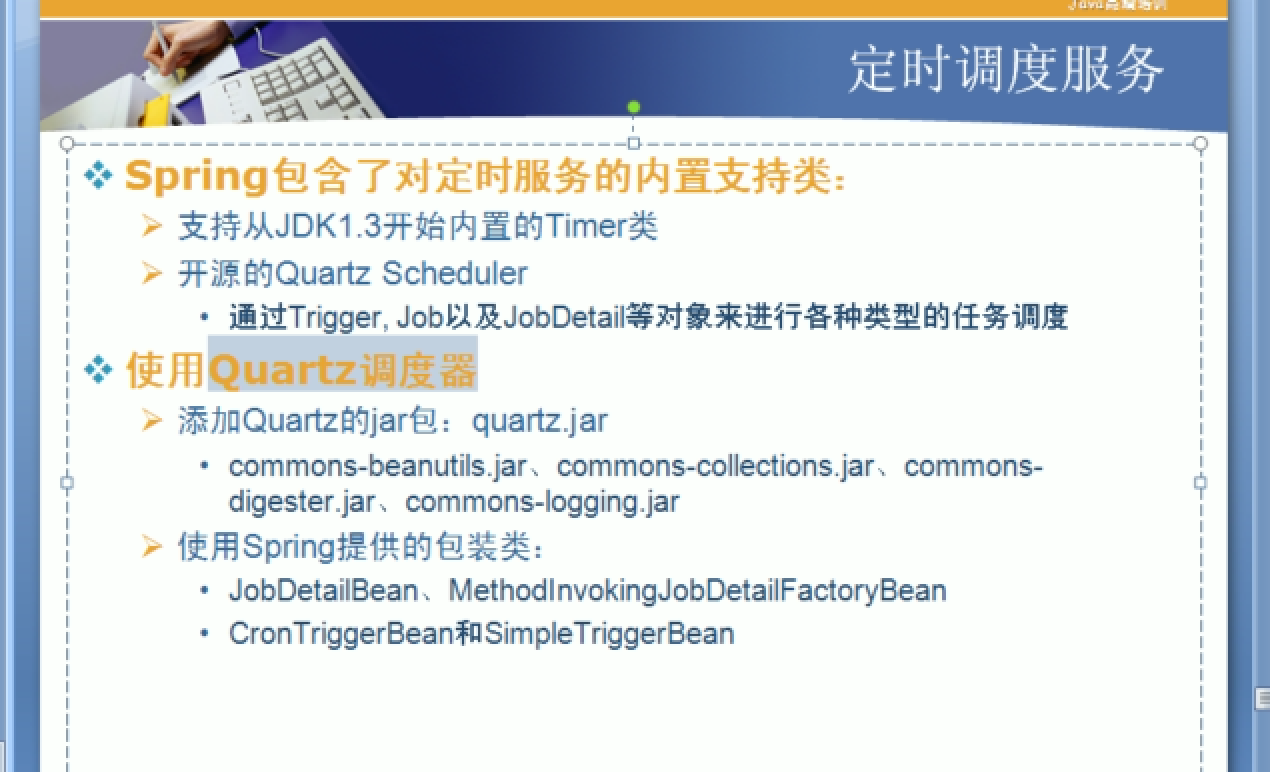 Java高端培训
定时调度服务
Spring包含了对定时服务的内置支持类：
支持从JDK1.3开始内置的Timer类
开源的Quartz Scheduler
通过Trigger, Job以及JobDetail等对象来进行各种类型的任务调度
使用Quartz调度器
添加Quartz的jar包：quartz.jar
commons-beanutils.jar、commons-collections.jar、commons-
digester.jar、commons-logging.jar
使用Spring提供的包装类：
JobDetailBean、MethodInvokingJobDetailFactoryBean
CronTriggerBean和SimpleTriggerBean